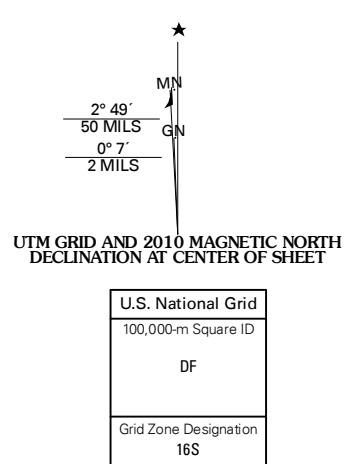 ★
MN
2° 49´
50 MILS
GN
0° 7´
2 MILS
UTM GRID AND 2010 MAGNETIC NORTH
DECLINATION AT CENTER OF SHEET
U.S. National Grid
100,000-m Square ID
DF
Grid Zone Designation
16S